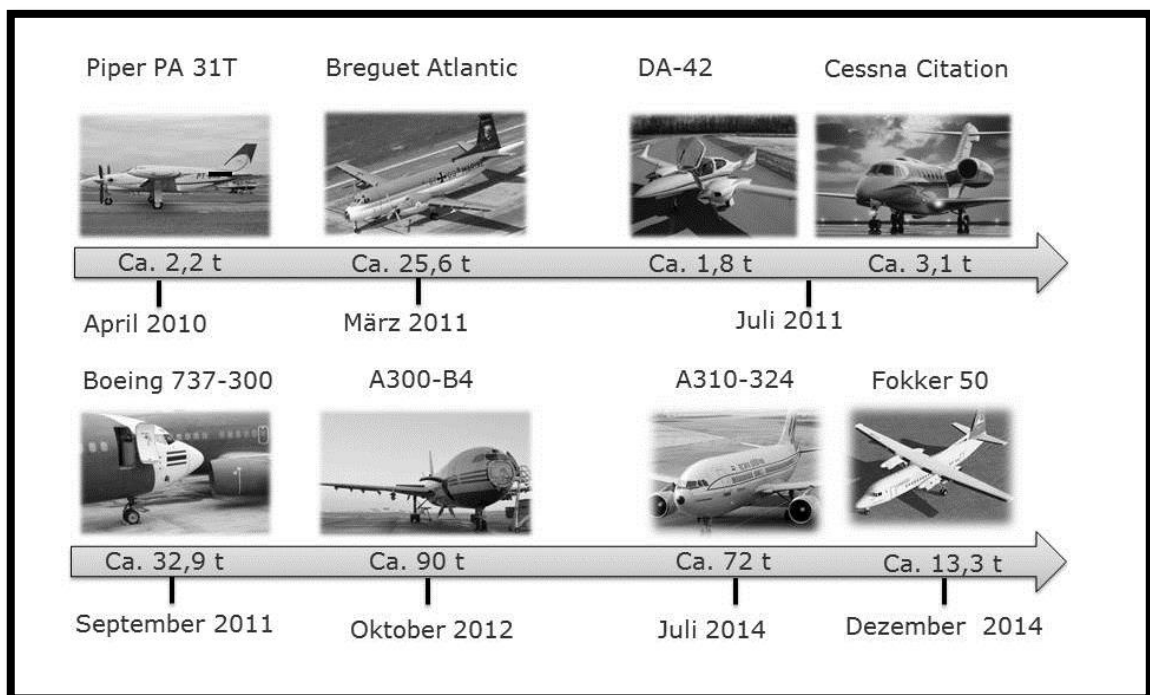 Piper PA 31T
Breguet Atlantic
DA-42
Cessna Citation
PT-
Ca. 2,2 t
Ca. 25,6 t
Ca. 1,8 t
Ca. 3,1 t
April 2010
März 2011
Juli 2011
Boeing 737-300
A300-B4
A310-324
Fokker 50
Ca. 32,9 t
Ca. 90 t
Ca. 72 t
Ca. 13,3 t
September 2011
Oktober 2012
Juli 2014
Dezember 2014